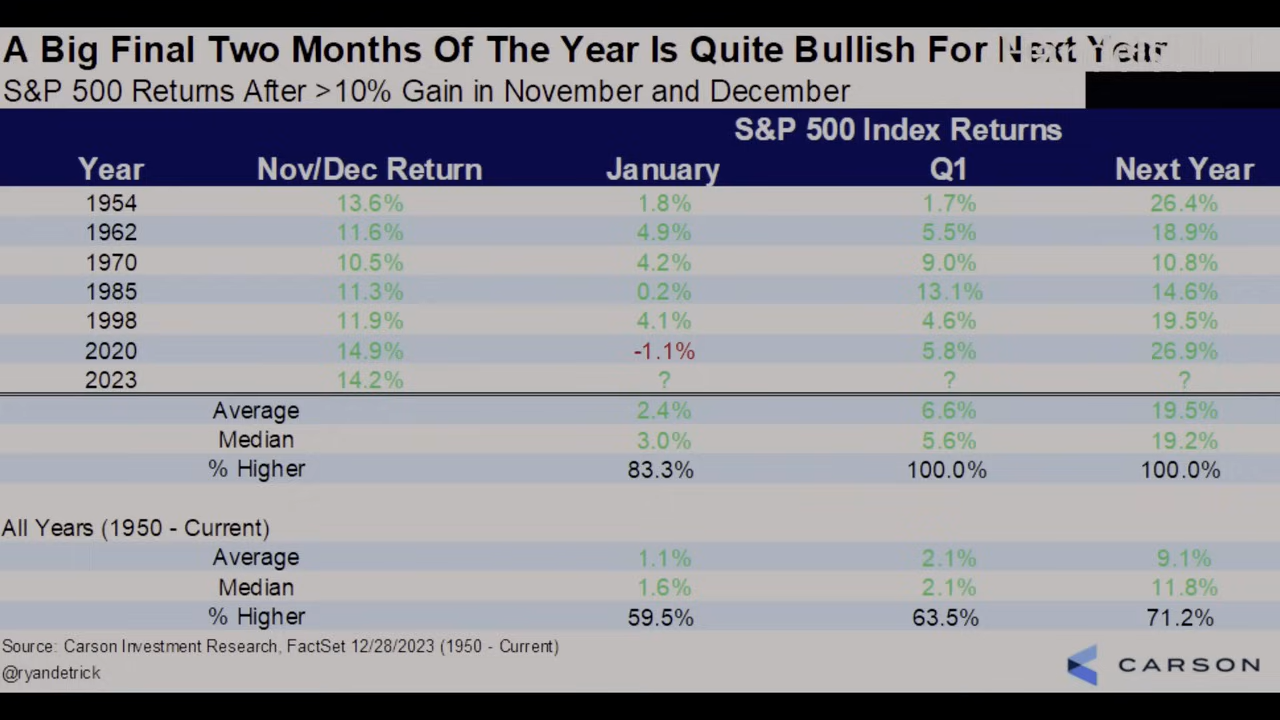 A Big Final Two Months Of The Year Is Quite Bullish For Next Year
S&P 500 Returns After >10% Gain in November and December
S&P 500 Index Returns
Year Nov/Dec Return January Q1 Next Year
1954 13.6% 1.8% 1.7% 26.4%
1962 11.6% 4.9% 5.5% 18.9%
1970 10.5% 4.2% 9.0% 10.8%
1985 11.3% 0.2% 13.1% 14.6%
1998 11.9% 4.1% 4.6% 19.5%
2020 14.9% -1.1% 5.8% 26.9%
2023 14.2% ? ? ?
Average 2.4% 6.6% 19.5%
Median 3.0% 5.6% 19.2%
% Higher 83.3% 100.0% 100.0%
All Years (1950 - Current)
Average 1.1% 2.1% 9.1%
Median 1.6% 2.1% 11.8%
% Higher 59.5% 63.5% 71.2%
Source: Carson Investment Research, FactSet 12/28/2023 (1950 - Current)
@ryandetrick
CARSON